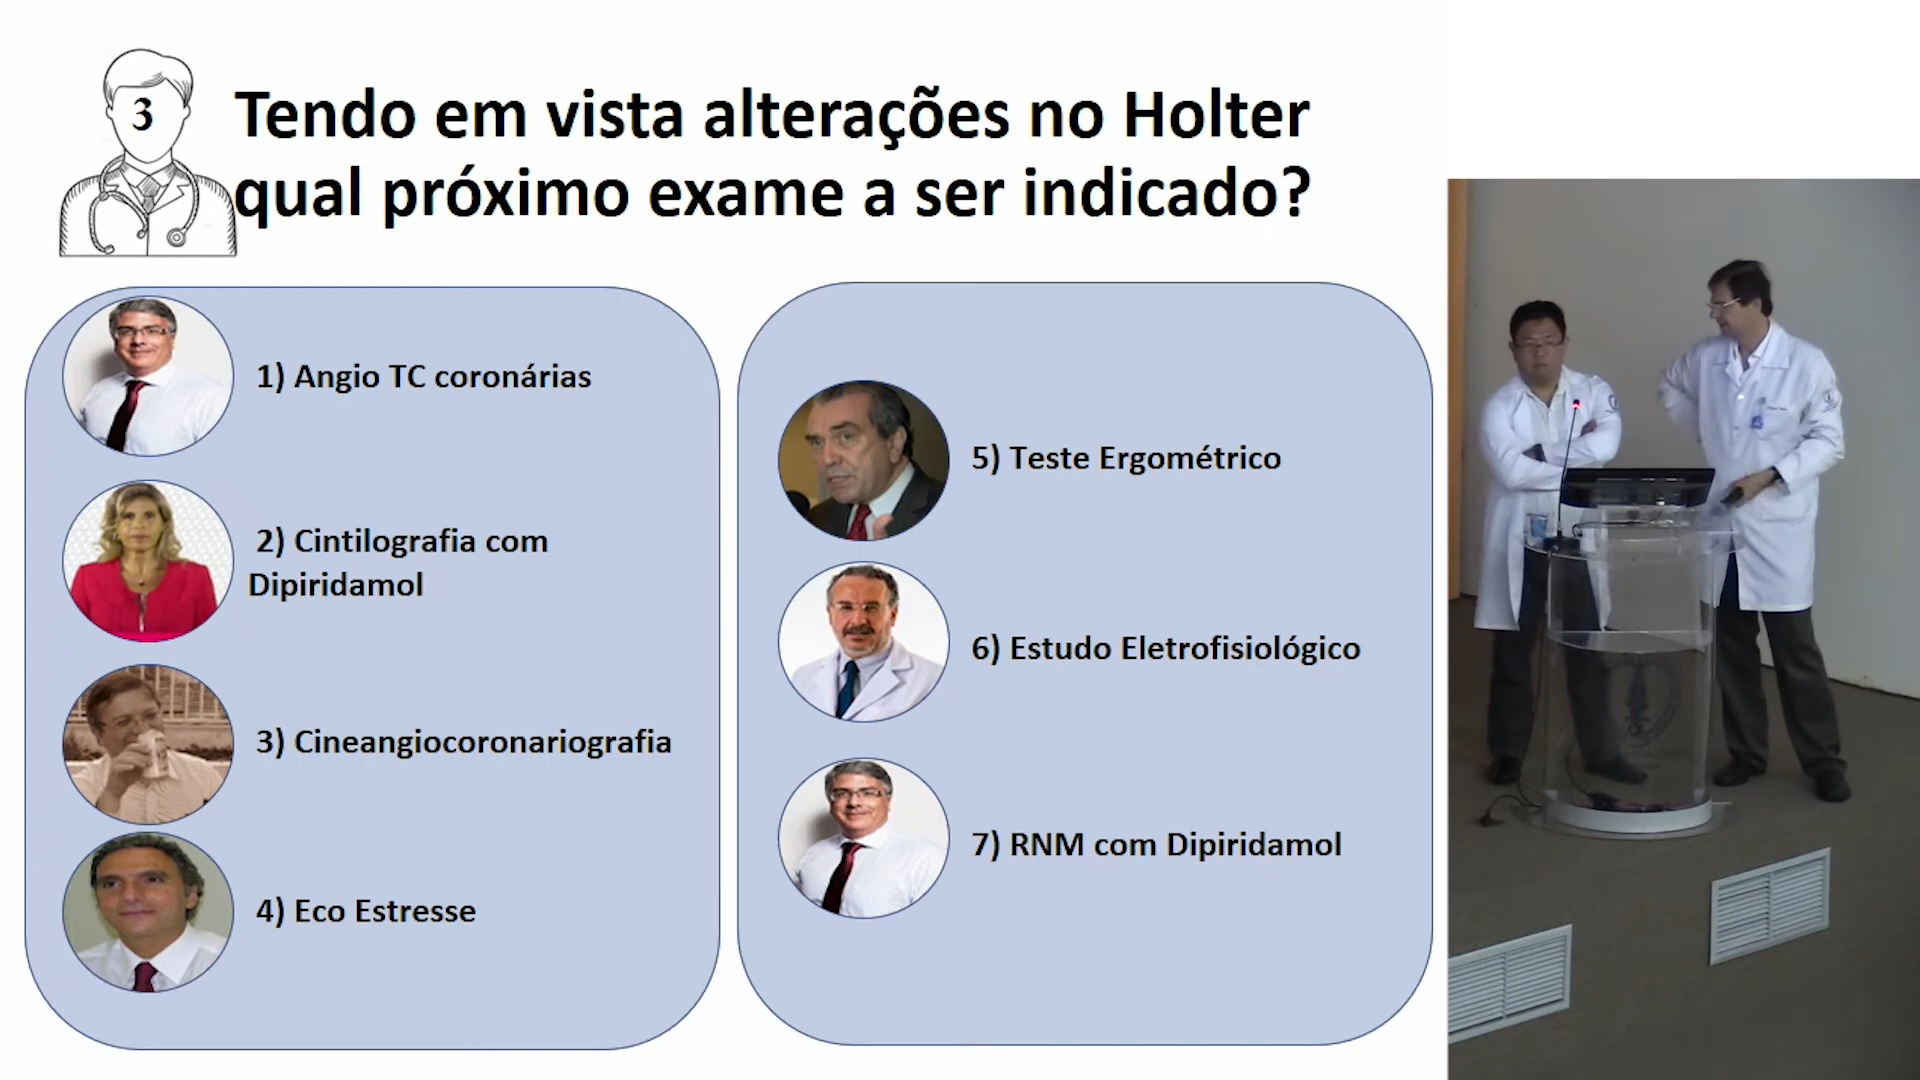 3
Tendo em vista alterações no Holter
qual próximo exame a ser indicado?
1) Angio TC coronárias
2) Cintilografia com
Dipiridamol
3) Cineangiocoronariografia
4) Eco Estresse
5) Teste Ergométrico
6) Estudo Eletrofisiológico
7) RNM com Dipiridamol